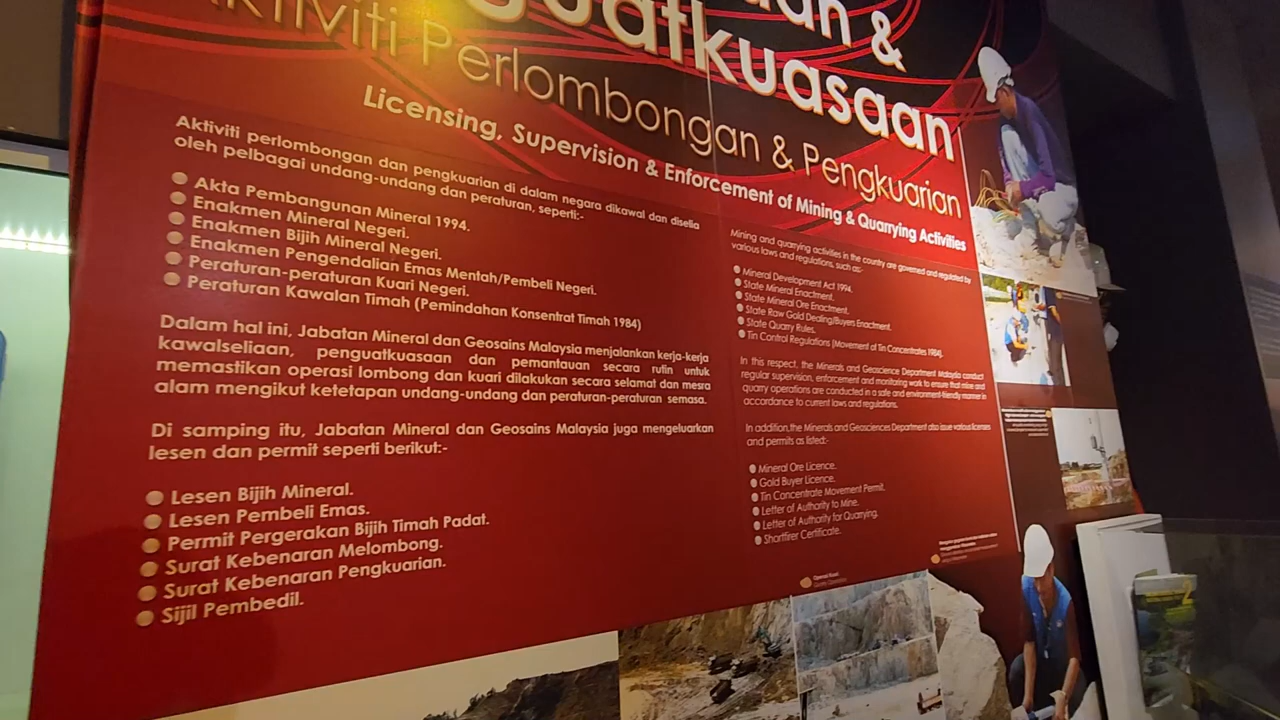 &
guatkuasaan
Aktiviti Perlombongan & Pengkuarian
Licensing, Supervision & Enforcement of Mining & Quarrying Activities
Aktiviti perlombongan dan pengkuarian di dalam negara dikawal dan diselia
oleh pelbagai undang-undang dan peraturan, seperti:-
Akta Pembangunan Mineral 1994.
Enakmen Mineral Negeri.
Enakmen Bijih Mineral Negeri.
Enakmen Pengendalian Emas Mentah/Pembeli Negeri.
Peraturan-peraturan Kuari Negeri.
Peraturan Kawalan Timah (Pemindahan Konsentrat Timah 1984)
Dalam hal ini, Jabatan Mineral dan Geosains Malaysia menjalankan kerja-kerja
kawalseliaan, penguatkuasaan dan pemantauan secara rutin untuk
memastikan operasi lombong dan kuari dilakukan secara selamat dan mesra
alam mengikut ketetapan undang-undang dan peraturan-peraturan semasa.
Di samping itu, Jabatan Mineral dan Geosains Malaysia juga mengeluarkan
lesen dan permit seperti berikut:-
Lesen Bijih Mineral.
Lesen Pembeli Emas.
Permit Pergerakan Bijih Timah Padat.
Surat Kebenaran Melombong.
Surat Kebenaran Pengkuarian.
Sijil Pembedil.
Mining and quarrying activities in the country are governed and regulated by
various laws and regulations, such as:-
Mineral Development Act 1994.
State Mineral Enactment.
State Mineral Ore Enactment.
State Raw Gold Dealing/Buyers Enactment.
State Quarry Rules.
Tin Control Regulations (Movement of Tin Concentrates 1984).
In this respect, the Minerals and Geoscience Department Malaysia conduct
regular supervision, enforcement and monitoring work to ensure that mine and
quarry operations are conducted in a safe and environment-friendly manner in
accordance to current laws and regulations.
In addition,the Minerals and Geosciences Department also issue various licenses
and permits as listed:-
Mineral Ore Licence.
Gold Buyer Licence.
Tin Concentrate Movement Permit.
Letter of Authority to Mine.
Letter of Authority for Quarrying.
Shortfirer Certificate.
Operasi Kuari
Quarry Operations